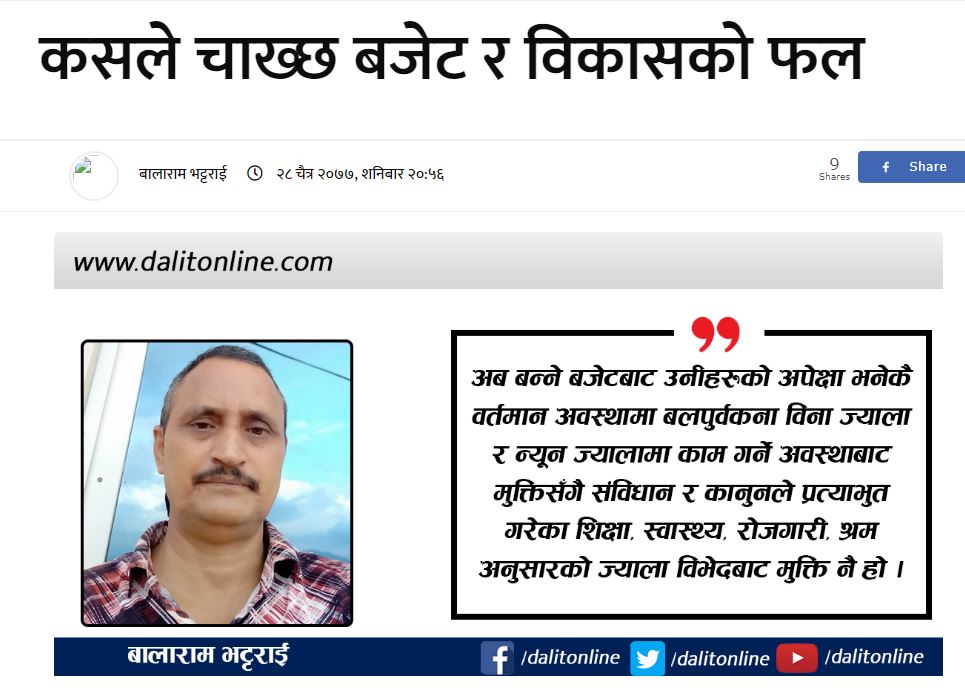 कसले चाख्छ बजेट र विकासको फल
बालाराम भट्टराई २८ चैत्र २०७७, शनिबार २०:५६
9
Shares
Share
www.dalitonline.com
अब बन्ने बजेटबाट उनीहरुको अपेक्षा भनेकै
वर्तमान अवस्थामा बलपुर्वकना विना ज्याला
र न्यून ज्यालामा काम गर्ने अवस्थाबाट
मुक्तिसँगै संविधान र कानुनले प्रत्याभुत
गरेका शिक्षा, स्वास्थ्य, रोजगारी, श्रम
अनुसारको ज्याला विभेदबाट मुक्ति नै हो ।
बालाराम भट्टराई /dalitonline /dalitonline /dalitonline